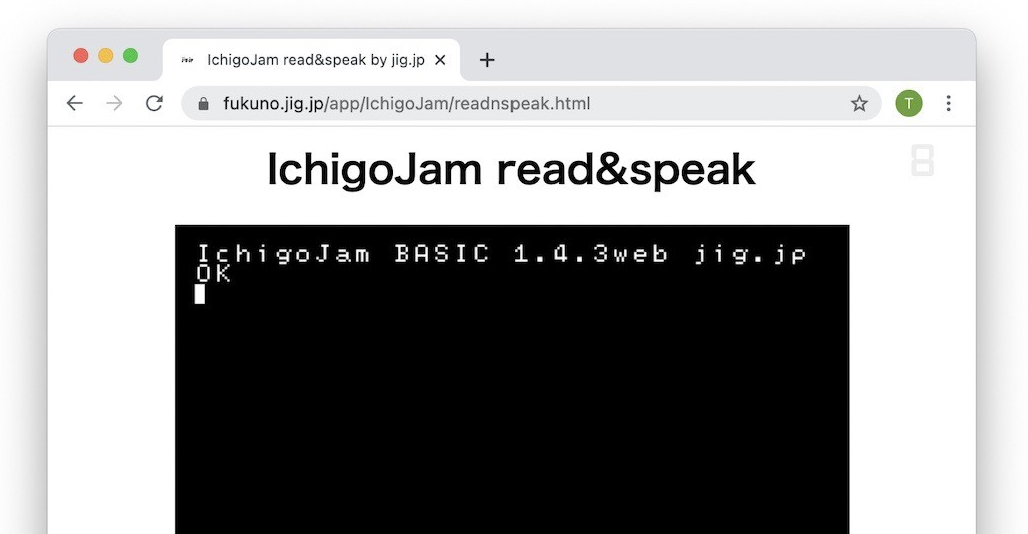 IchigoJam read&speak by jig.jp
fukuno.jig.jp/app/IchigoJam/readnspeak.html
T
IchigoJam read&speak
8
IchigoJam BASIC 1.4.3web jig.jp
OK